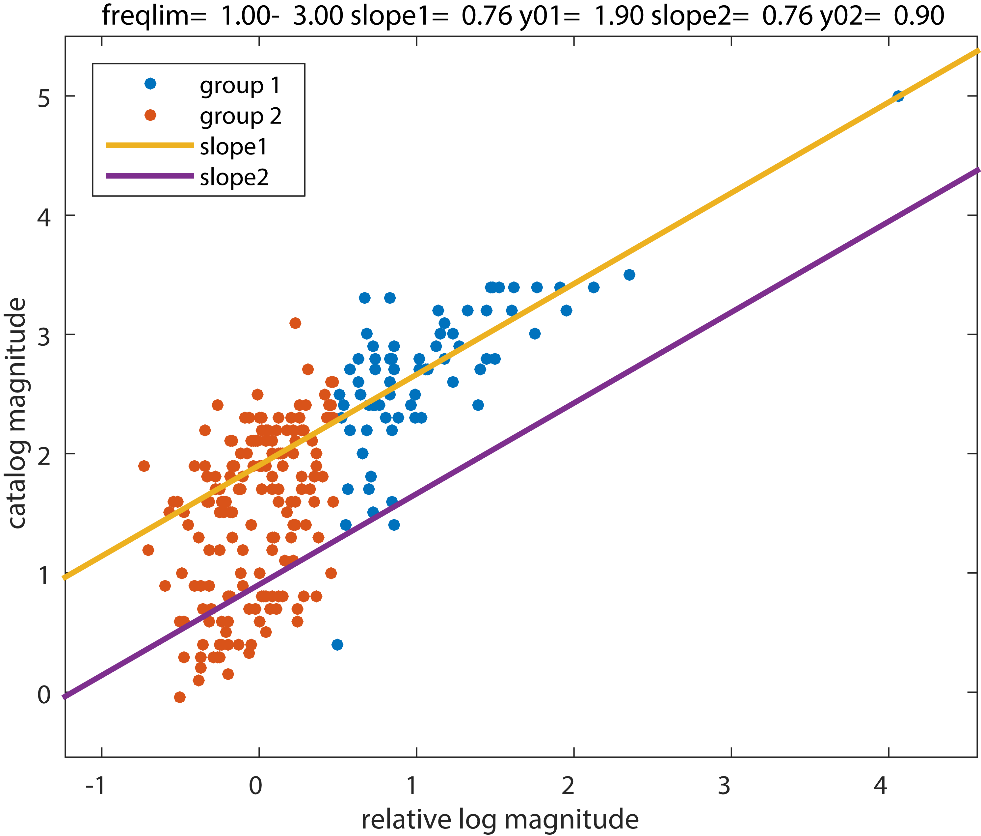 freqlim= 1.00- 3.00 slope1= 0.76 y01= 1.90 slope2= 0.76 y02= 0.90
group 1
group 2
slope1
slope2
5
4
3
2
1
0
catalog magnitude
-1 0 1 2 3 4
relative log magnitude